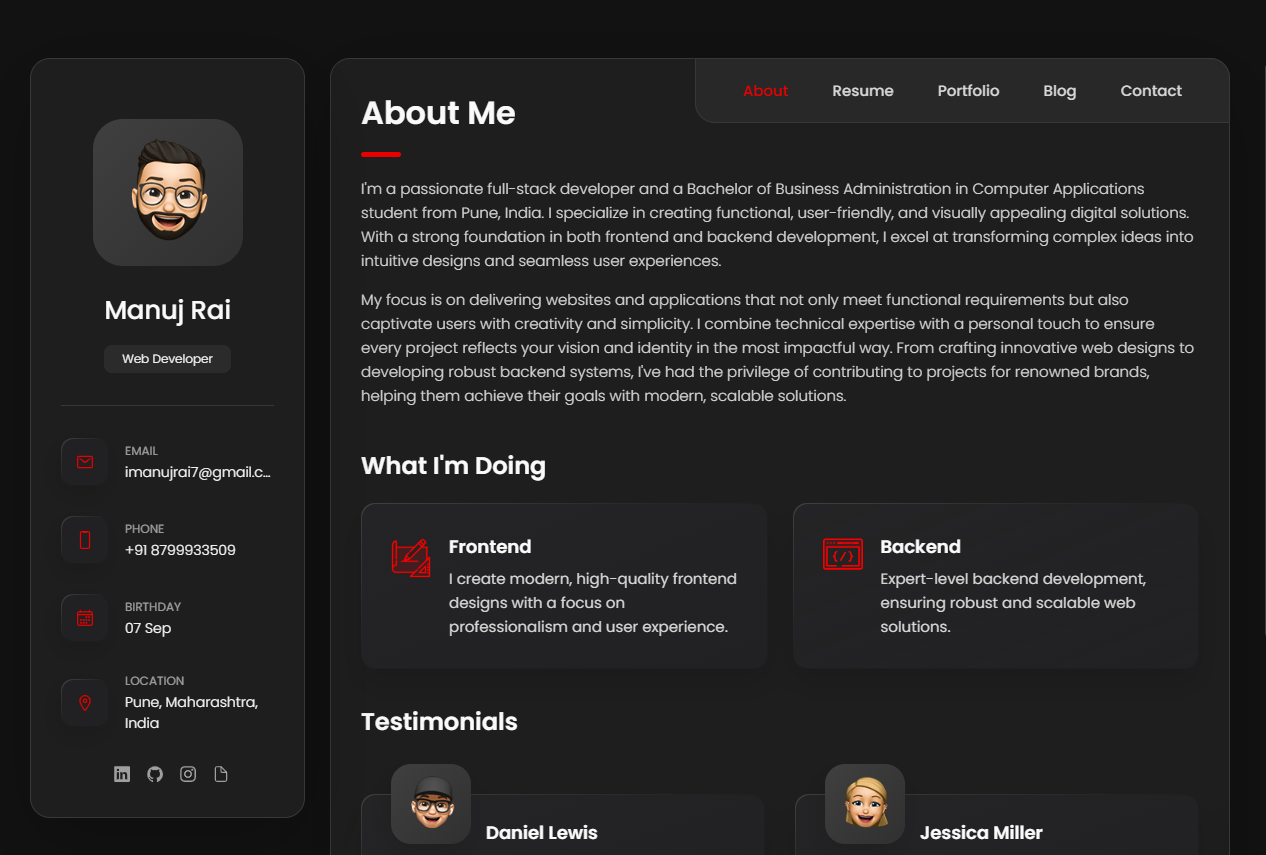 Manuj Rai
Web Developer
EMAIL
imanujrai7@gmail.c...
PHONE
+91 8799933509
BIRTHDAY
07 Sep
LOCATION
Pune, Maharashtra,
India
About
Resume
Portfolio
Blog
Contact
About Me
I'm a passionate full-stack developer and a Bachelor of Business Administration in Computer Applications
student from Pune, India. I specialize in creating functional, user-friendly, and visually appealing digital solutions.
With a strong foundation in both frontend and backend development, I excel at transforming complex ideas into
intuitive designs and seamless user experiences.
My focus is on delivering websites and applications that not only meet functional requirements but also
captivate users with creativity and simplicity. I combine technical expertise with a personal touch to ensure
every project reflects your vision and identity in the most impactful way. From crafting innovative web designs to
developing robust backend systems, I've had the privilege of contributing to projects for renowned brands,
helping them achieve their goals with modern, scalable solutions.
What I'm Doing
Frontend
I create modern, high-quality frontend
designs with a focus on
professionalism and user experience.
Backend
Expert-level backend development,
ensuring robust and scalable web
solutions.
Testimonials
Daniel Lewis
Jessica Miller